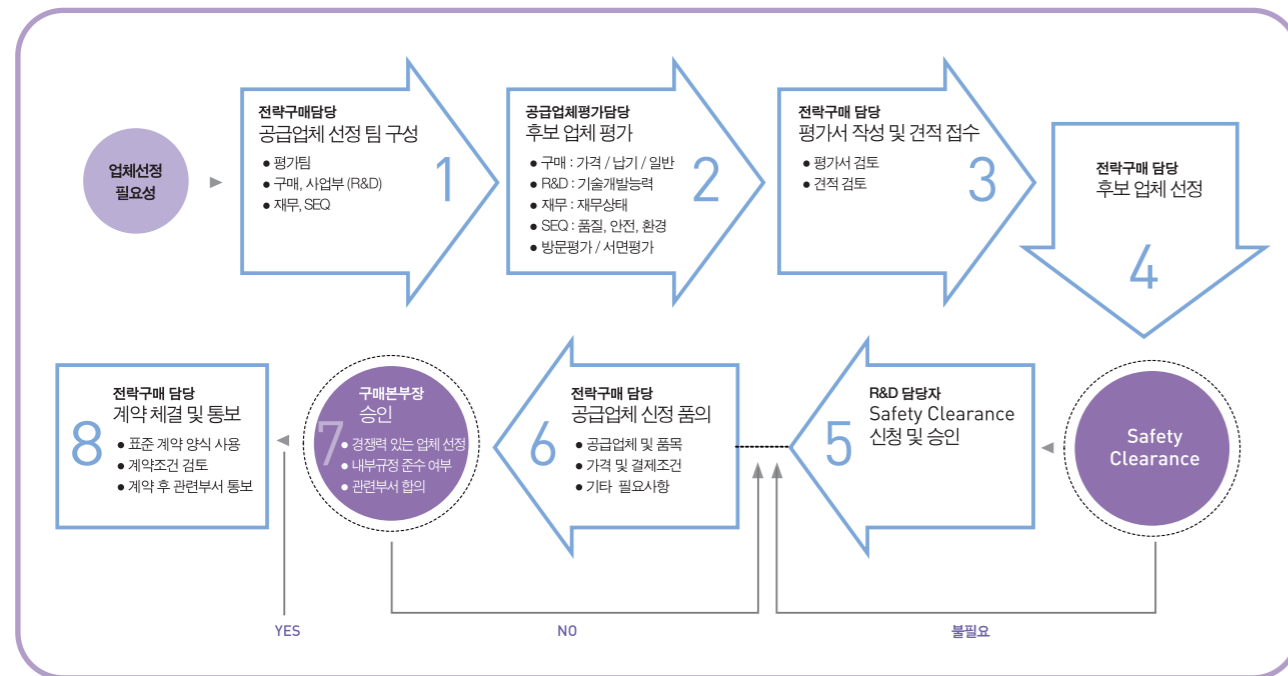 업체선정
필요성
전략구매담당
공급업체 선정 팀 구성
● 평가팀
● 구매, 사업부 (R&D)
● 재무, SEQ
1
공급업체평가담당
후보 업체 평가
● 구매 : 가격 / 납기 / 일반
● R&D : 기술개발능력
● 재무 : 재무상태
● SEQ : 품질, 안전, 환경
● 방문평가 / 서면평가
2
전락구매 담당
평가서 작성 및 견적 접수
● 평가서 검토
● 견적 검토
3
전락구매 담당
후보 업체 선정
4
Safety
Clearance
R&D 담당자
Safety Clearance
신청 및 승인
5
전락구매 담당
공급업체 신정 품의
● 공급업체 및 품목
● 가격 및 결제조건
● 기타 필요사항
6
구매본부장
승인
● 경쟁력 있는 업체 선정
● 내부규정 준수 여부
● 관련부서 합의
7
전락구매 담당
계약 체결 및 통보
● 표준 계약 양식 사용
● 계약조건 검토
● 계약 후 관련부서 통보
8
YES
NO
불필요